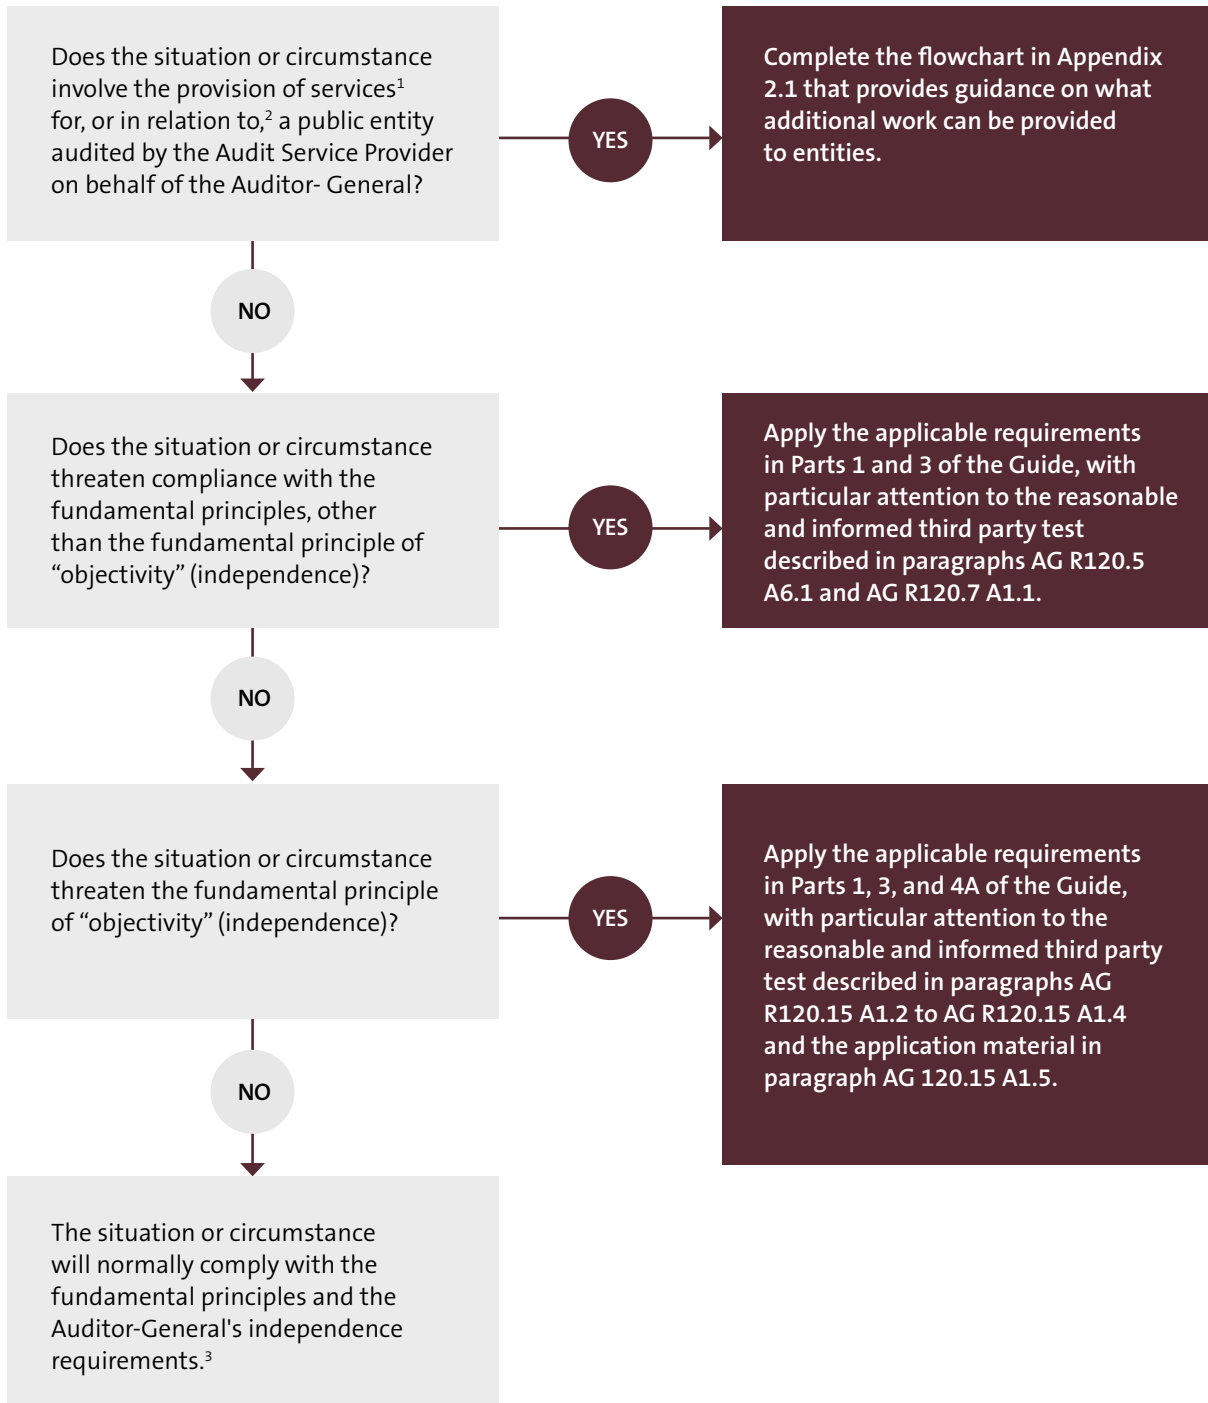 Does the situation or circumstance
involve the provision of services¹
for, or in relation to,² a public entity
audited by the Audit Service Provider
on behalf of the Auditor- General?
YES
Complete the flowchart in Appendix
2.1 that provides guidance on what
additional work can be provided
to entities.
NO
Does the situation or circumstance
threaten compliance with the
fundamental principles, other
than the fundamental principle of
“objectivity” (independence)?
YES
Apply the applicable requirements
in Parts 1 and 3 of the Guide, with
particular attention to the reasonable
and informed third party test
described in paragraphs AG R120.5
A6.1 and AG R120.7 A1.1.
NO
Does the situation or circumstance
threaten the fundamental principle
of “objectivity” (independence)?
YES
Apply the applicable requirements
in Parts 1, 3, and 4A of the Guide,
with particular attention to the
reasonable and informed third party
test described in paragraphs AG
R120.15 A1.2 to AG R120.15 A1.4
and the application material in
paragraph AG 120.15 A1.5.
NO
The situation or circumstance
will normally comply with the
fundamental principles and the
Auditor-General's independence
requirements.³